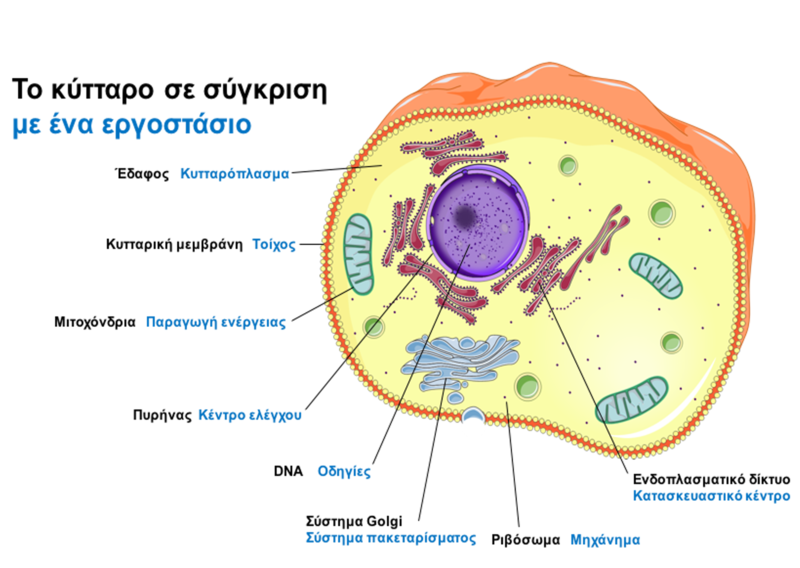 Το κύτταρο σε σύγκριση
με ένα εργοστάσιο
Έδαφος Κυτταρόπλασμα
Κυτταρική μεμβράνη Τοίχος
Μιτοχόνδρια Παραγωγή ενέργειας
Πυρήνας Κέντρο ελέγχου
DNA Οδηγίες
Σύστημα Golgi
Σύστημα πακεταρίσματος
Ριβόσωμα Μηχάνημα
Ενδοπλασματικό δίκτυο
Κατασκευαστικό κέντρο